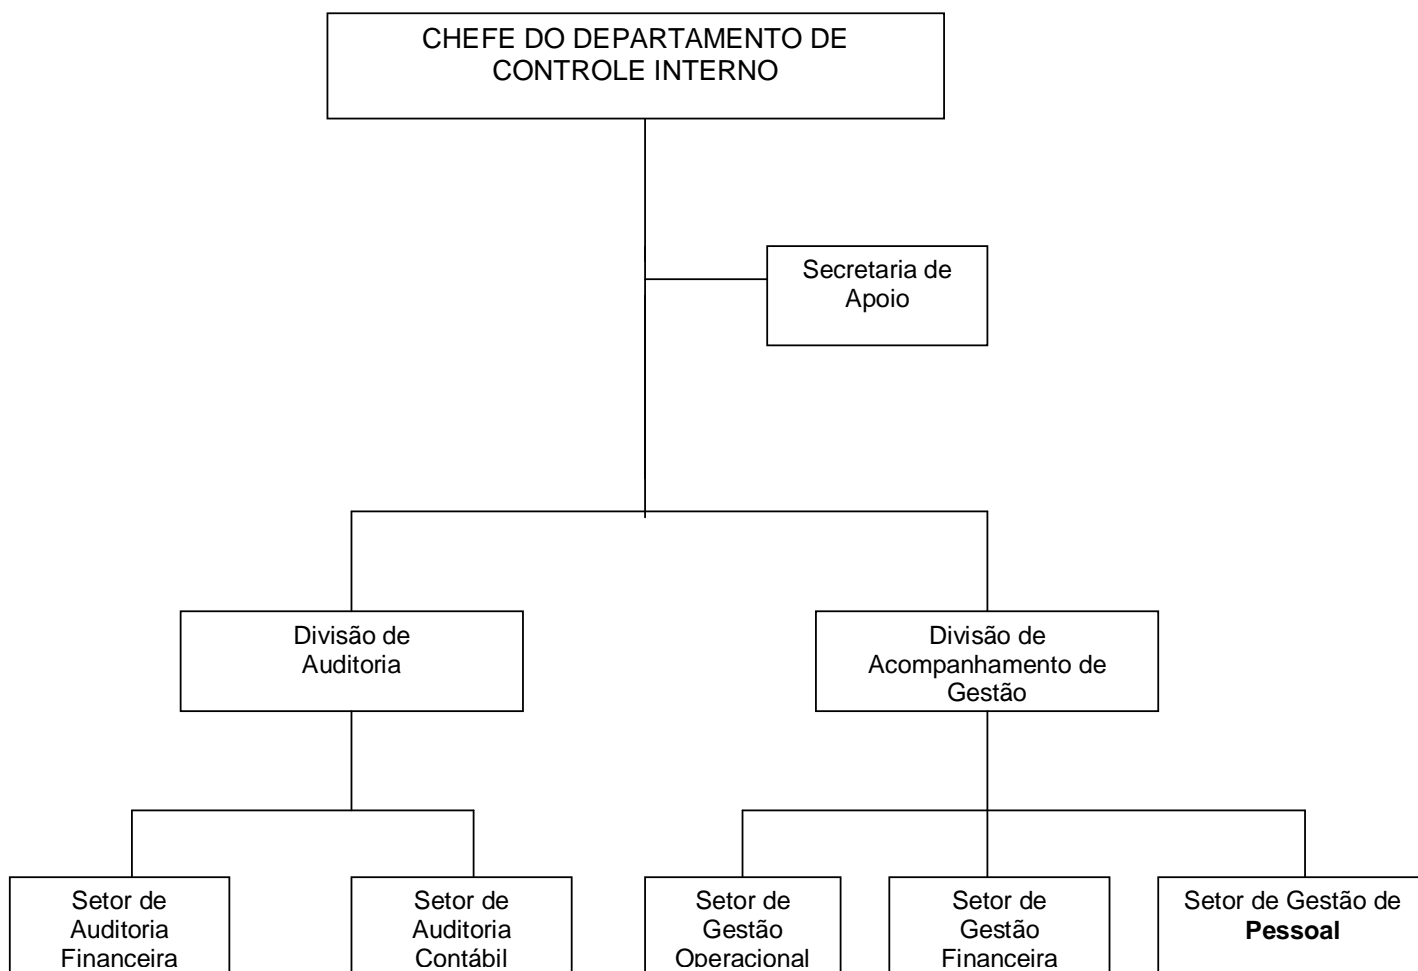 CHEFE DO DEPARTAMENTO DE
CONTROLE INTERNO
Secretaria de
Apoio
Divisão de
Auditoria
Divisão de
Acompanhamento de
Gestão
Setor de
Auditoria
Financeira
Setor de
Auditoria
Contábil
Setor de
Gestão
Operacional
Setor de
Gestão
Financeira
Setor de Gestão de
Pessoal